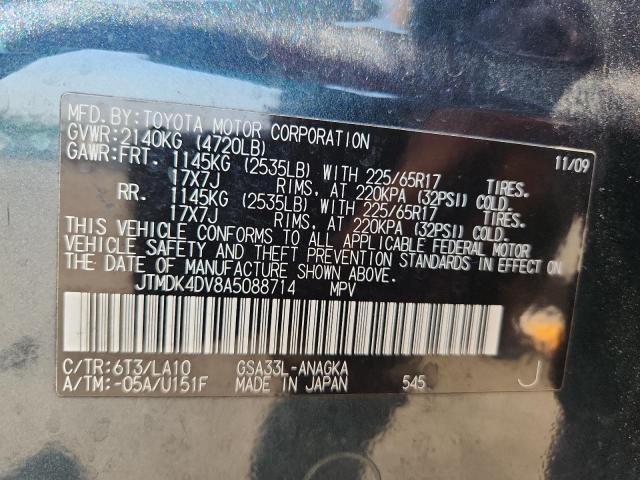 MFD. BY: TOYOTA MOTOR CORPORATION 11/09
GVWR: 2140KG (4720LB)
GAWR: FRT. 1145KG (2535LB) WITH 225/65R17 TIRES.
17X7J RIMS, AT 220KPA (32PSI) COLD.
RR. 1145KG (2535LB) WITH 225/65R17 TIRES.
17X7J RIMS, AT 220KPA (32PSI) COLD.
THIS VEHICLE CONFORMS TO ALL APPLICABLE FEDERAL MOTOR
VEHICLE SAFETY AND THEFT PREVENTION STANDARDS IN EFFECT ON
THE DATE OF MANUFACTURE SHOWN ABOVE.
JTMDK4DV8A5088714 MPV
C/TR: 6T3/LA10 GSA33L-ANAGKA
A/TM: -05A/U151F MADE IN JAPAN 545 J